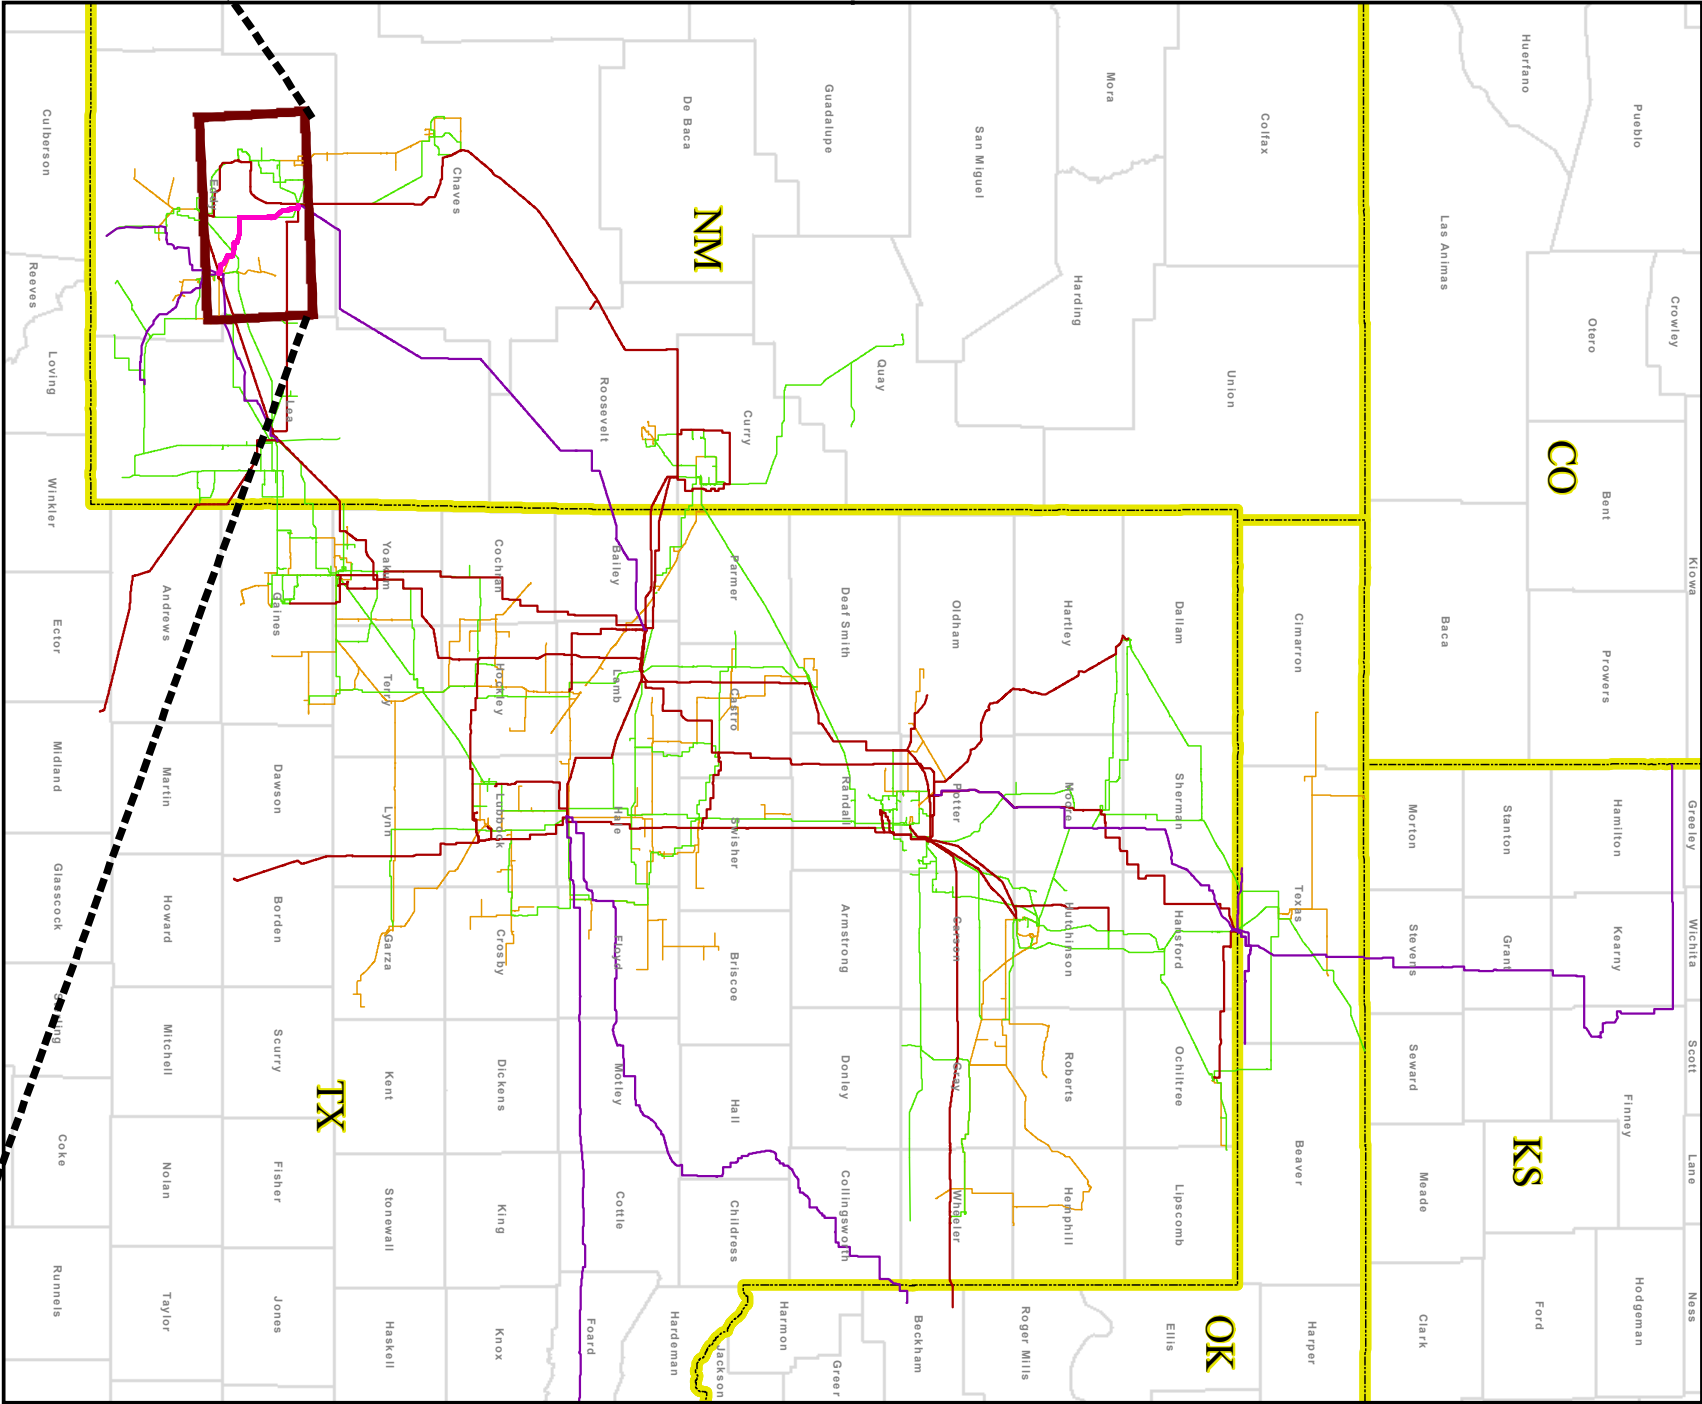 Kiowa
Greeley
Wichita
Scott
Lane
Ness
Crowley
Pueblo
Hamilton
Kearny
Finney
Hodgeman
Otero
Bent
Prowers
Huerfano
CO
Stanton
Grant
KS
Ford
Las Animas
Baca
Morton
Stevens
Seward
Meade
Clark
Cimarron
Texas
Beaver
Harper
Colfax
Union
OK
Dallam
Sherman
Hansford
Ochiltree
Lipscomb
Ellis
Mora
Harding
Hartley
Moore
Hutchinson
Roberts
Hemphill
Roger Mills
San Miguel
Oldham
Potter
Carson
Gray
Wheeler
Beckham
Quay
Guadalupe
Deaf Smith
Randall
Armstrong
Donley
Collingsworth
Greer
Harmon
Curry
Parmer
Castro
Swisher
Briscoe
Hall
Childress
Jackson
NM
De Baca
Hardeman
Roosevelt
Bailey
Lamb
Hale
Floyd
Motley
Cottle
Foard
Chaves
Cochran
Hockley
Lubbock
Crosby
Dickens
King
Knox
Yoakum
Terry
Lynn
Garza
Kent
Stonewall
Haskell
TX
Lea
Gaines
Dawson
Borden
Scurry
Fisher
Jones
Eddy
Andrews
Martin
Howard
Mitchell
Nolan
Taylor
Culberson
Reeves
Loving
Winkler
Ector
Midland
Glasscock
Sterling
Coke
Runnels